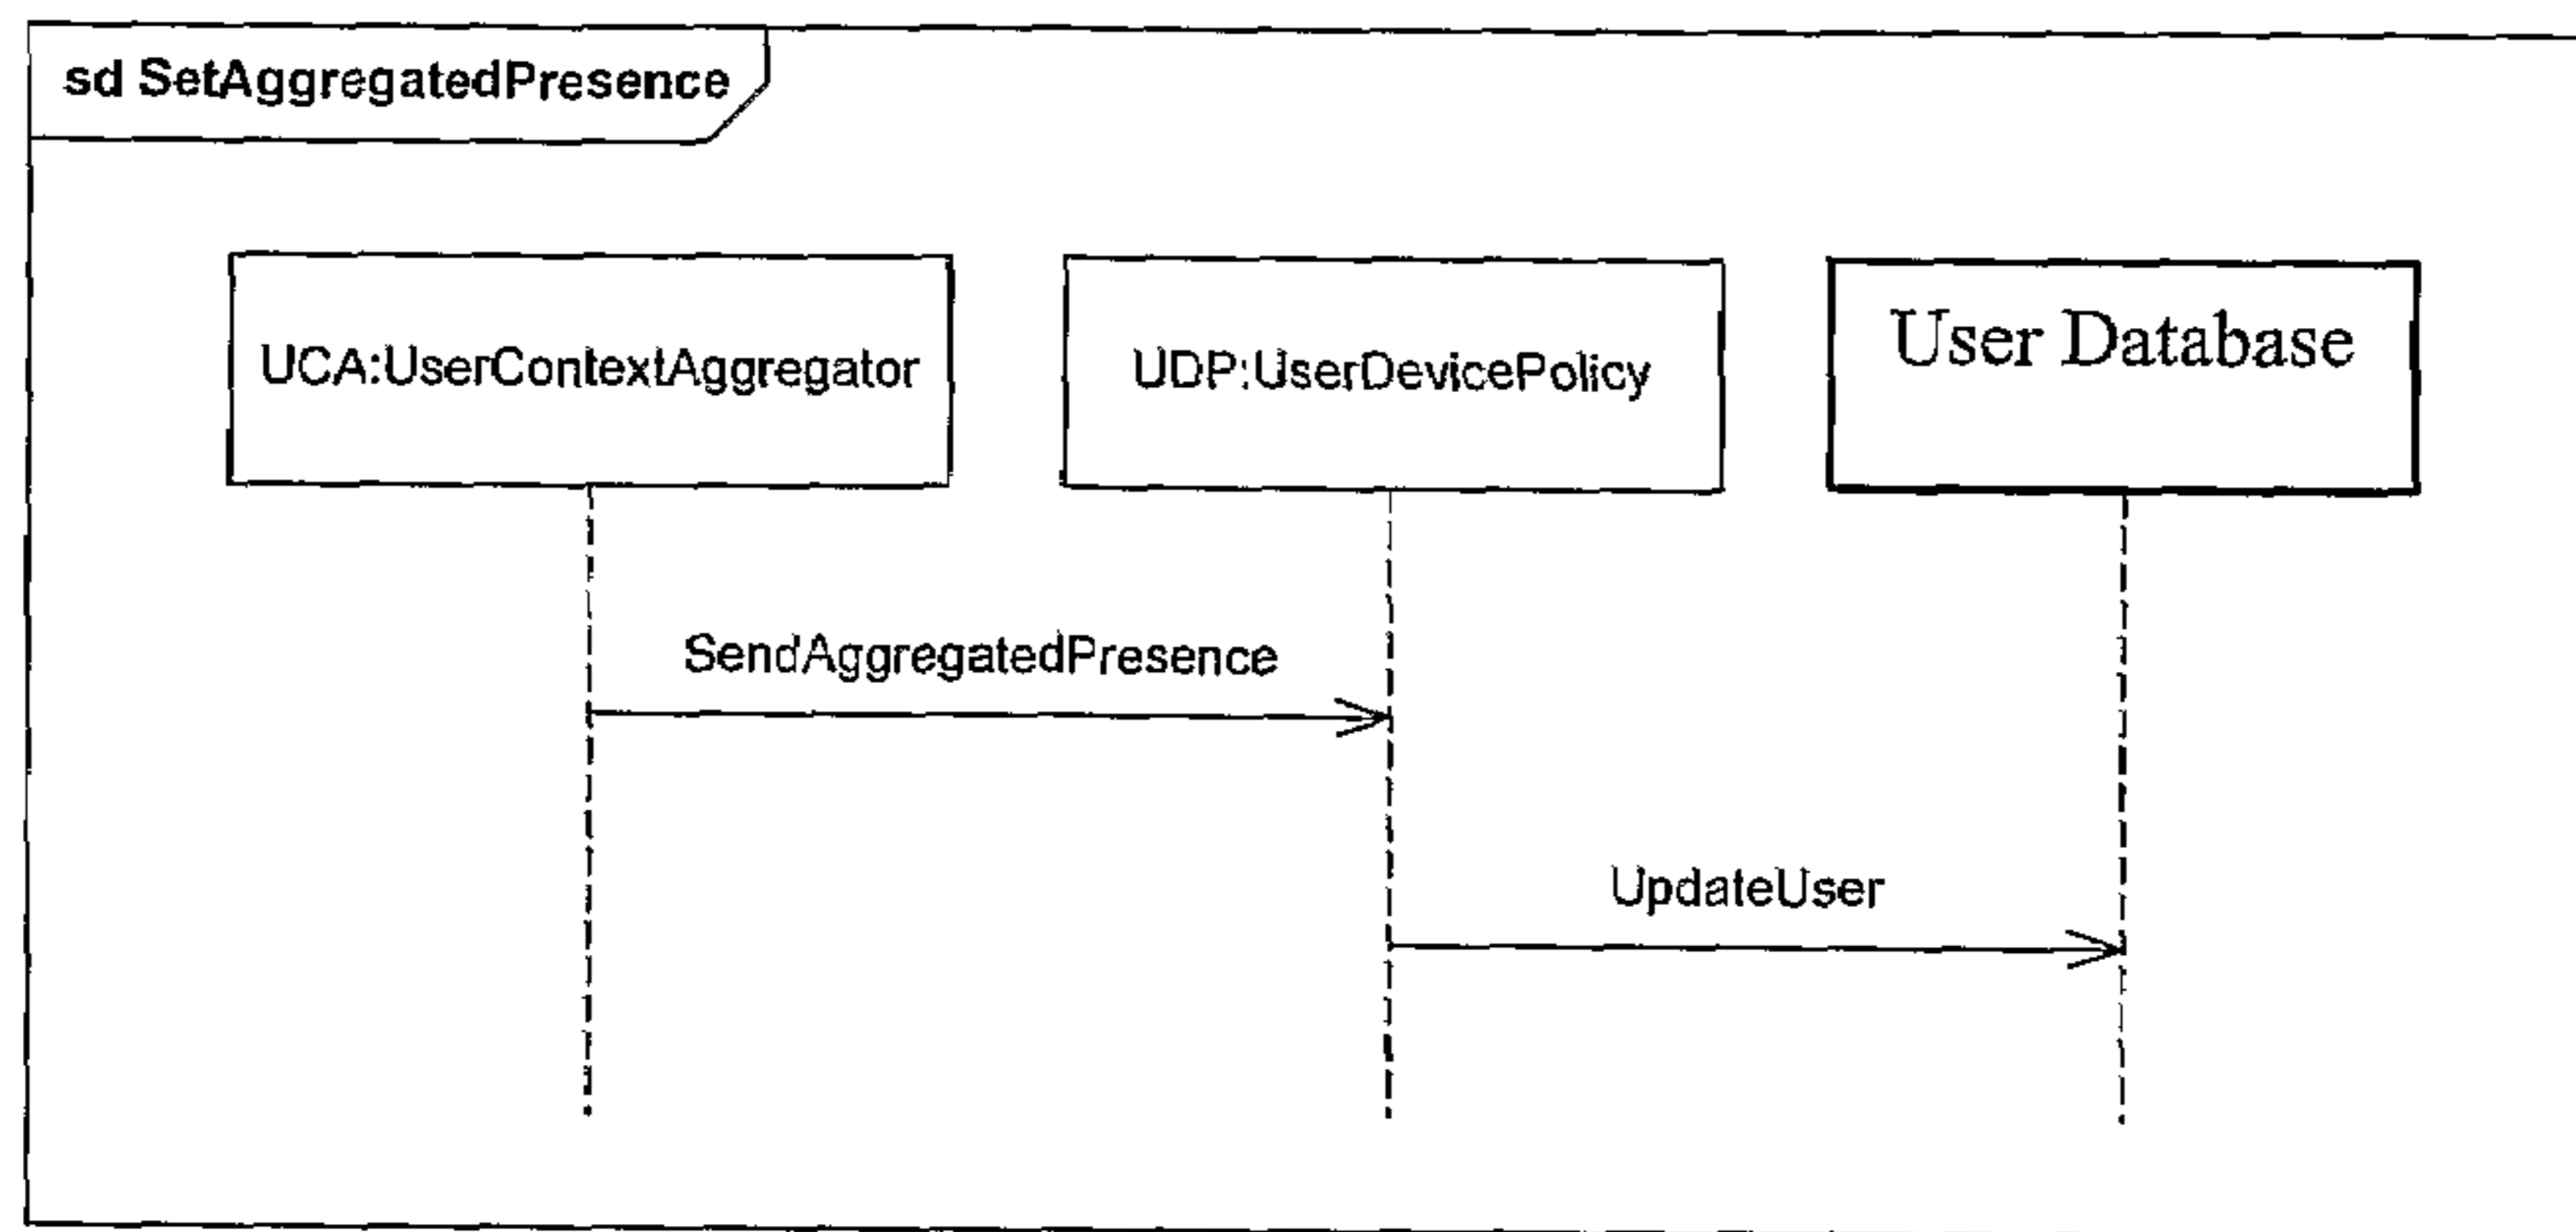 sd SetAggregatedPresence
UCA:UserContextAggregator
UDP:UserDevicePolicy
User Database
SendAggregatedPresence
UpdateUser